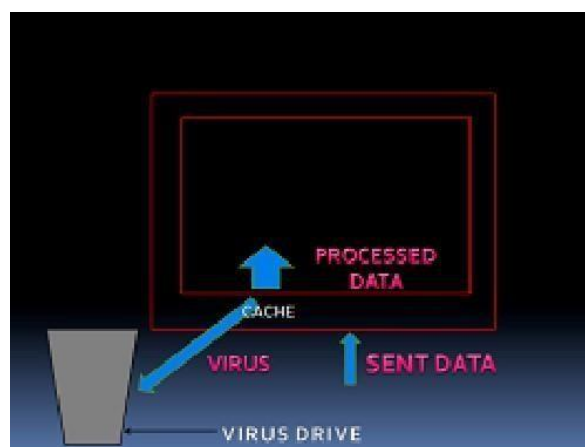 PROCESSED
DATA
CACHE
VIRUS
SENT DATA
VIRUS DRIVE